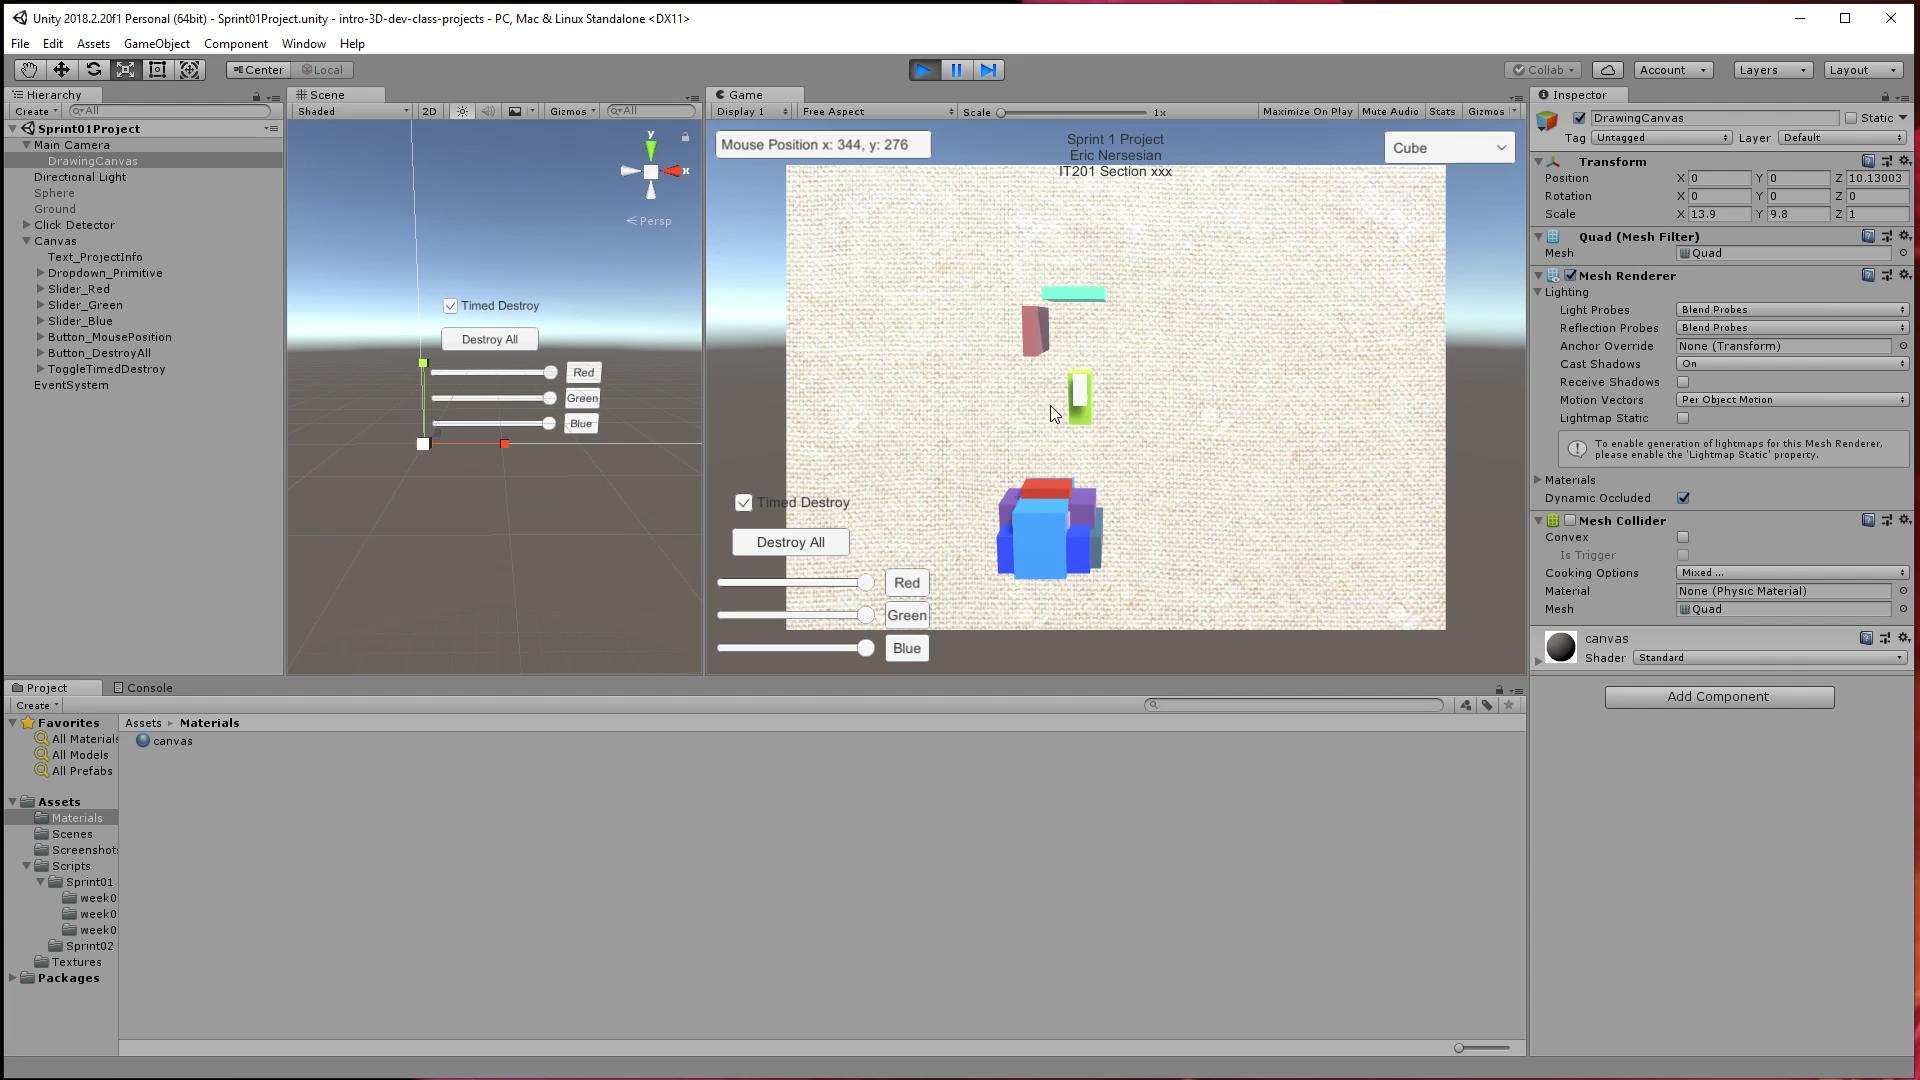 Unity 2018.2.20f1 Personal (64bit) - Sprint01Project.unity - intro-3D-dev-class-projects - PC, Mac & Linux Standalone <DX11>
File Edit Assets GameObject Component Window Help
Center Local
Collab Account Layers Layout
Hierarchy
Create All
Sprint01Project
Main Camera
DrawingCanvas
Directional Light
Sphere
Ground
Click Detector
Canvas
Text_ProjectInfo
Dropdown_Primitive
Slider_Red
Slider_Green
Slider_Blue
Button_MousePosition
Button_DestroyAll
ToggleTimedDestroy
EventSystem
Scene
Shaded 2D Gizmos All
y
x
Persp
Timed Destroy
Destroy All
Red
Green
Blue
Game
Display 1 Free Aspect Scale 1x Maximize On Play Mute Audio Stats Gizmos
Mouse Position x: 344, y: 276
Sprint 1 Project
Eric Nersesian
IT201 Section xxx
Cube
Timed Destroy
Destroy All
Red
Green
Blue
Inspector
DrawingCanvas Static
Tag Untagged Layer Default
Transform
Position X 0 Y 0 Z 10.13003
Rotation X 0 Y 0 Z 0
Scale X 13.9 Y 9.8 Z 1
Quad (Mesh Filter)
Mesh Quad
Mesh Renderer
Lighting
Light Probes Blend Probes
Reflection Probes Blend Probes
Anchor Override None (Transform)
Cast Shadows On
Receive Shadows
Motion Vectors Per Object Motion
Lightmap Static
To enable generation of lightmaps for this Mesh Renderer,
please enable the 'Lightmap Static' property.
Materials
Dynamic Occluded
Mesh Collider
Convex
Is Trigger
Cooking Options Mixed ...
Material None (Physic Material)
Mesh Quad
canvas
Shader Standard
Add Component
Project Console
Create
Favorites
All Materials
All Models
All Prefabs
Assets
Materials
Scenes
Screenshots
Scripts
Sprint01
week0
week0
week0
Sprint02
Textures
Packages
Assets Materials
canvas